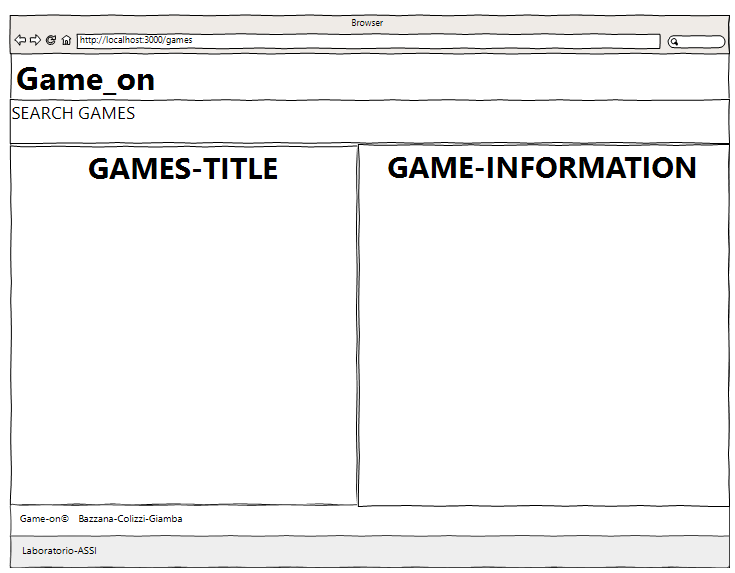 Browser
http://localhost:3000/games
Game_on
SEARCH GAMES
GAMES-TITLE
GAME-INFORMATION
Game-on© Bazzana-Colizzi-Giamba
Laboratorio-ASSI